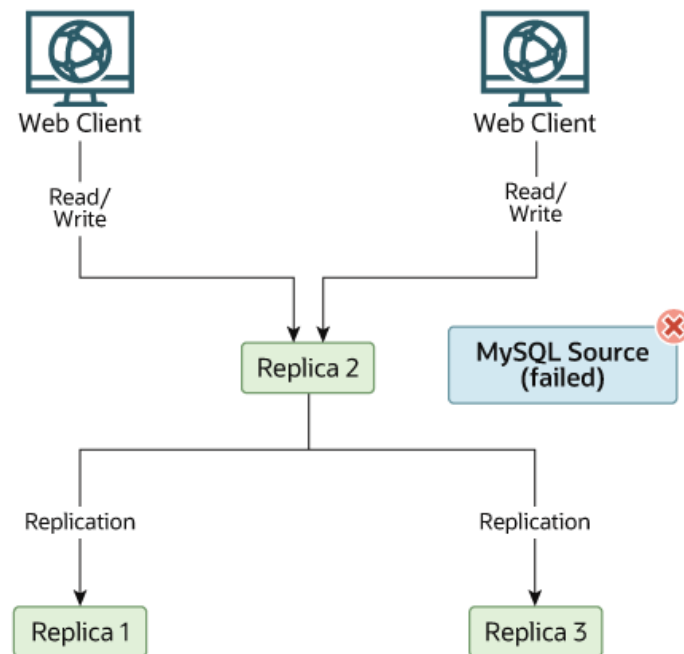 Web Client
Web Client
Read/
Write
Read/
Write
Replica 2
MySQL Source
(failed)
Replication
Replication
Replica 1
Replica 3